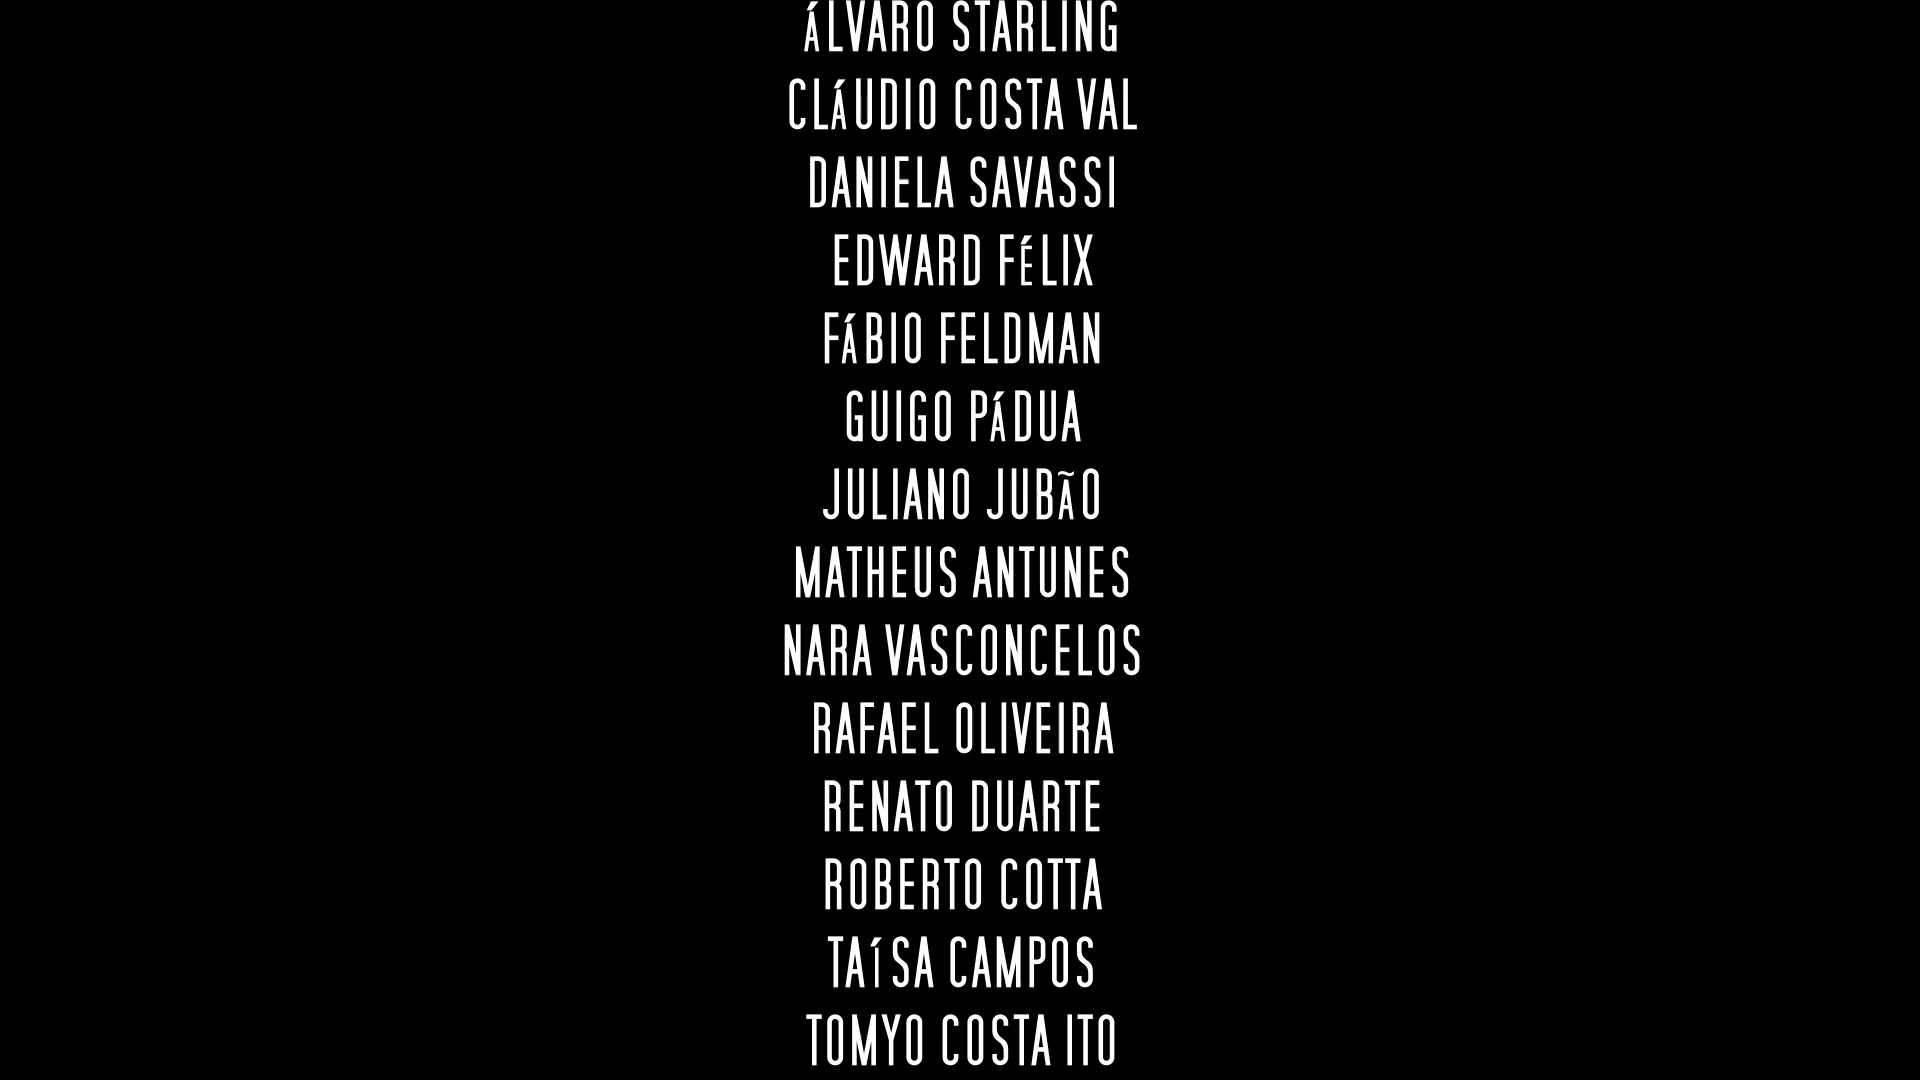 ÁLVARO STARLING
CLÁUDIO COSTA VAL
DANIELA SAVASSI
EDWARD FÉLIX
FÁBIO FELDMAN
GUIGO PÁDUA
JULIANO JUBÃO
MATHEUS ANTUNES
NARA VASCONCELOS
RAFAEL OLIVEIRA
RENATO DUARTE
ROBERTO COTTA
TAÍSA CAMPOS
TOMYO COSTA ITO